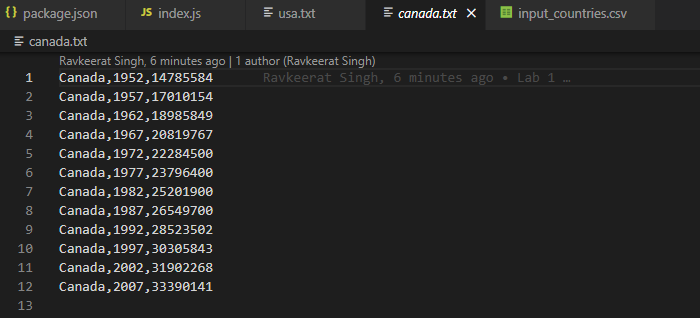 {} package.json JS index.js usa.txt canada.txt × input_countries.csv
canada.txt
Ravkeerat Singh, 6 minutes ago | 1 author (Ravkeerat Singh)
1 Canada,1952,14785584 Ravkeerat Singh, 6 minutes ago • Lab 1 …
2 Canada,1957,17010154
3 Canada,1962,18985849
4 Canada,1967,20819767
5 Canada,1972,22284500
6 Canada,1977,23796400
7 Canada,1982,25201900
8 Canada,1987,26549700
9 Canada,1992,28523502
10 Canada,1997,30305843
11 Canada,2002,31902268
12 Canada,2007,33390141
13